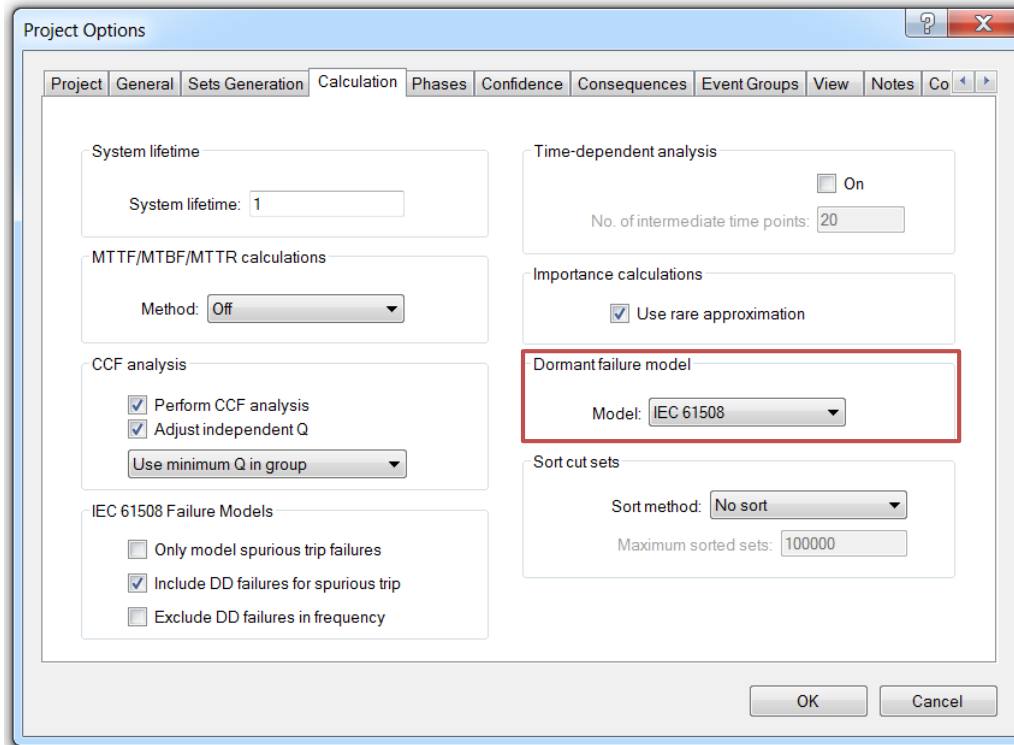 Project Options
?
X
Project General Sets Generation Calculation Phases Confidence Consequences Event Groups View Notes Co
System lifetime
System lifetime: 1
MTTF/MTBF/MTTR calculations
Method: Off
CCF analysis
Perform CCF analysis
Adjust independent Q
Use minimum Q in group
IEC 61508 Failure Models
Only model spurious trip failures
Include DD failures for spurious trip
Exclude DD failures in frequency
Time-dependent analysis
On
No. of intermediate time points: 20
Importance calculations
Use rare approximation
Dormant failure model
Model: IEC 61508
Sort cut sets
Sort method: No sort
Maximum sorted sets: 100000
OK
Cancel